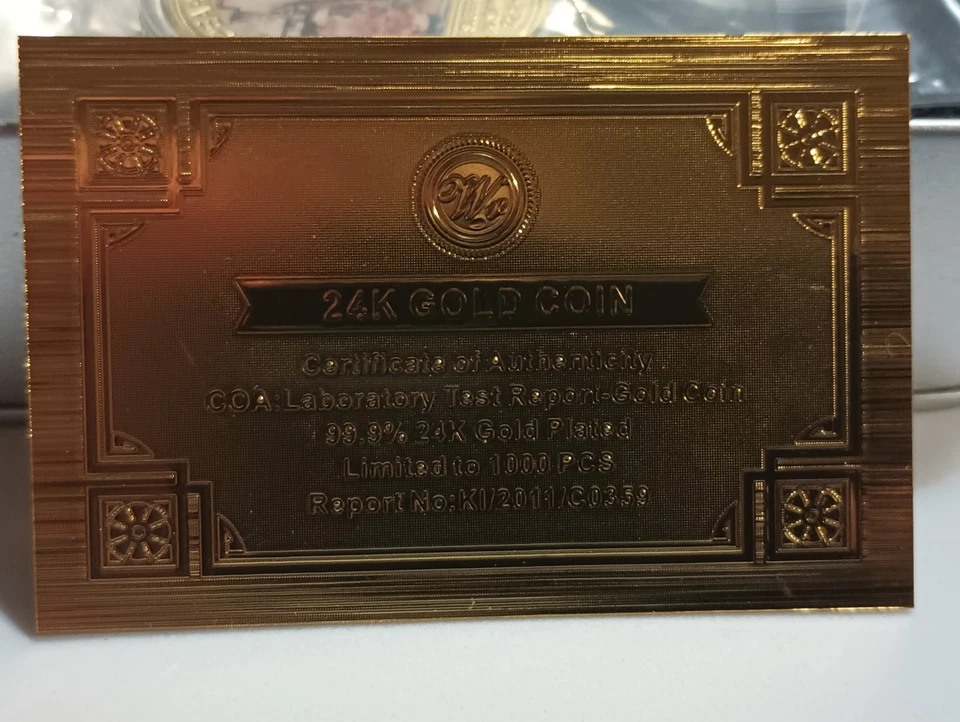 Wo
24K GOLD COIN
Certificate of Authenticity
COA:Laboratory Test Report-Gold Coin
99.9% 24K Gold Plated
Limited to 1000 PCS
Report No:KI/2011/C0359